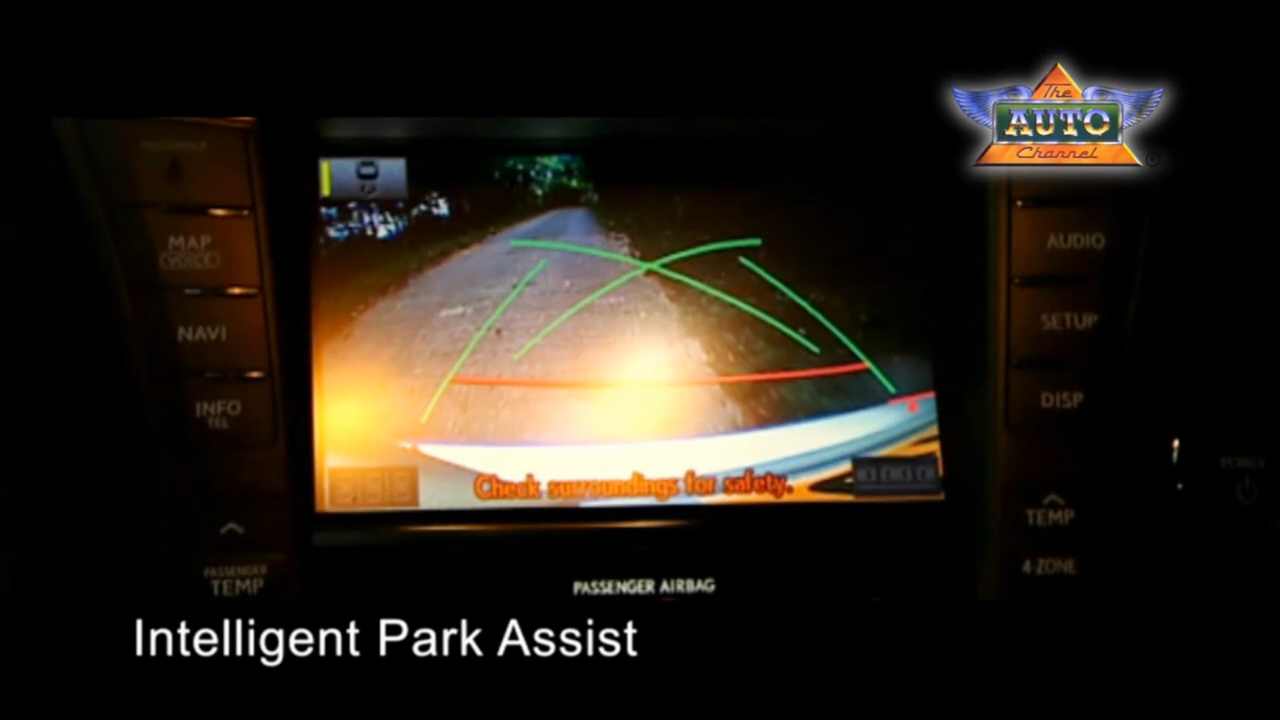 The
AUTO
Channel
MAP
VOICE
NAVI
INFO
TEL
PASSENGER
TEMP
AUDIO
SETUP
DISP
TEMP
4-ZONE
POWER
Check surroundings for safety.
PASSENGER AIRBAG
Intelligent Park Assist